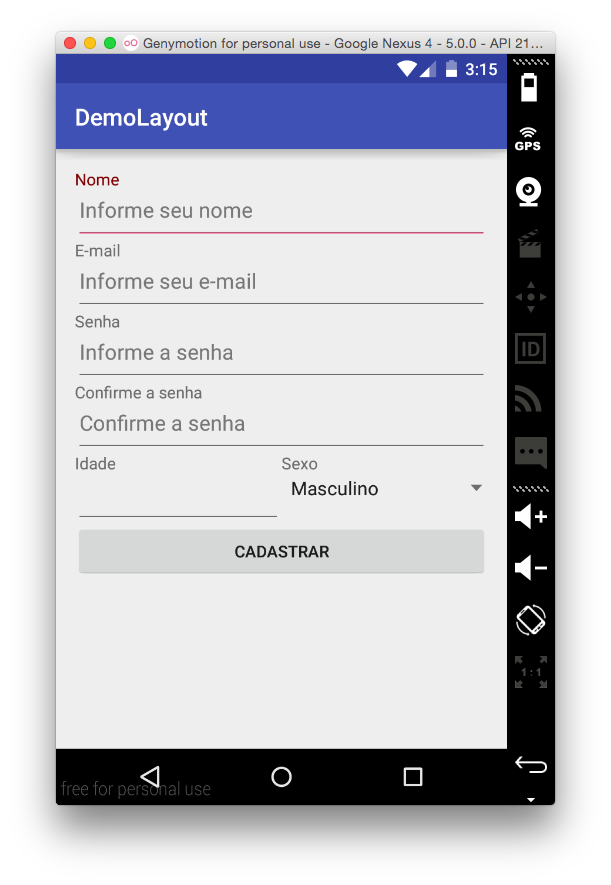 Genymotion for personal use - Google Nexus 4 - 5.0.0 - API 21...
3:15
DemoLayout
GPS
Nome
Informe seu nome
E-mail
Informe seu e-mail
Senha
Informe a senha
ID
Confirme a senha
Confirme a senha
Idade
Sexo
Masculino
CADASTRAR
1:1
free for personal use